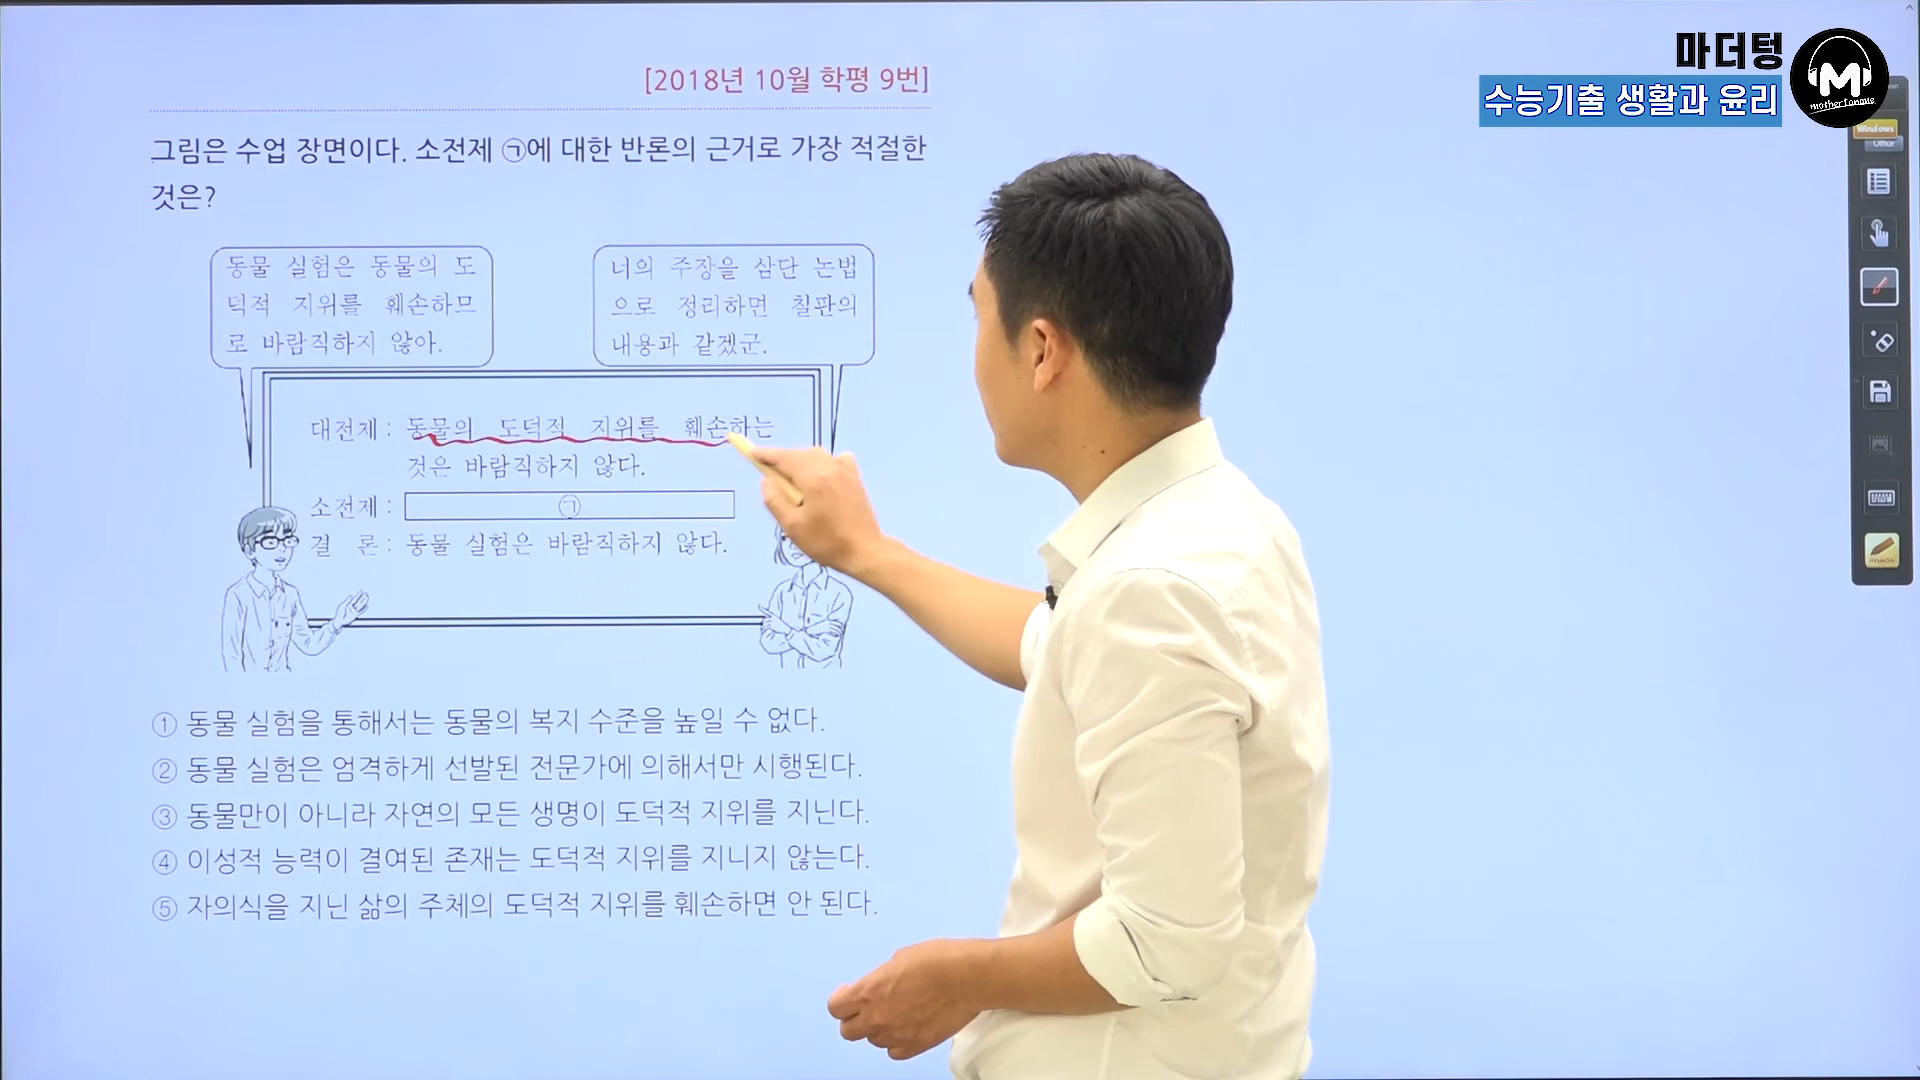 마더텅
수능기출 생활과 윤리
mothertongue
Windows
Office
[2018년 10월 학평 9번]
그림은 수업 장면이다. 소전제 ㉠에 대한 반론의 근거로 가장 적절한
것은?
동물 실험은 동물의 도
덕적 지위를 훼손하므
로 바람직하지 않아.
너의 주장을 삼단 논법
으로 정리하면 칠판의
내용과 같겠군.
대전제 : 동물의 도덕적 지위를 훼손하는
것은 바람직하지 않다.
소전제 : ㉠
결 론 : 동물 실험은 바람직하지 않다.
① 동물 실험을 통해서는 동물의 복지 수준을 높일 수 없다.
② 동물 실험은 엄격하게 선발된 전문가에 의해서만 시행된다.
③ 동물만이 아니라 자연의 모든 생명이 도덕적 지위를 지닌다.
④ 이성적 능력이 결여된 존재는 도덕적 지위를 지니지 않는다.
⑤ 자의식을 지닌 삶의 주체의 도덕적 지위를 훼손하면 안 된다.